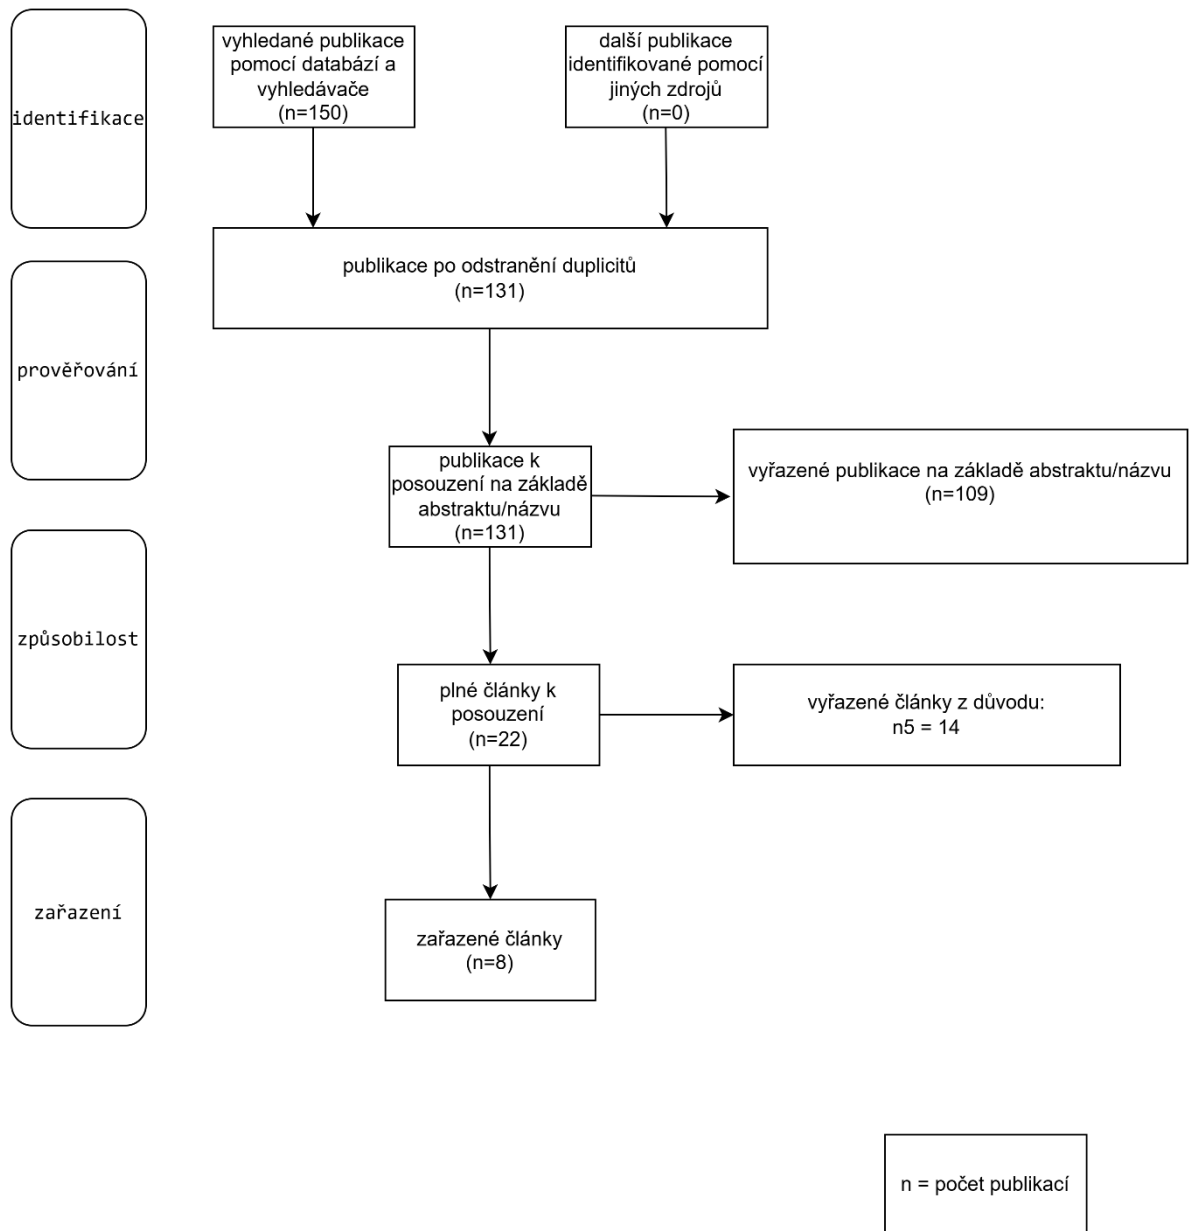 identifikace
vyhledané publikace
pomocí databází a
vyhledávače
(n=150)
další publikace
identifikované pomocí
jiných zdrojů
(n=0)
publikace po odstranění duplicitů
(n=131)
prověřování
publikace k
posouzení na základě
abstraktu/názvu
(n=131)
vyřazené publikace na základě abstraktu/názvu
(n=109)
způsobilost
plné články k
posouzení
(n=22)
vyřazené články z důvodu:
n5 = 14
zařazení
zařazené články
(n=8)
n = počet publikací